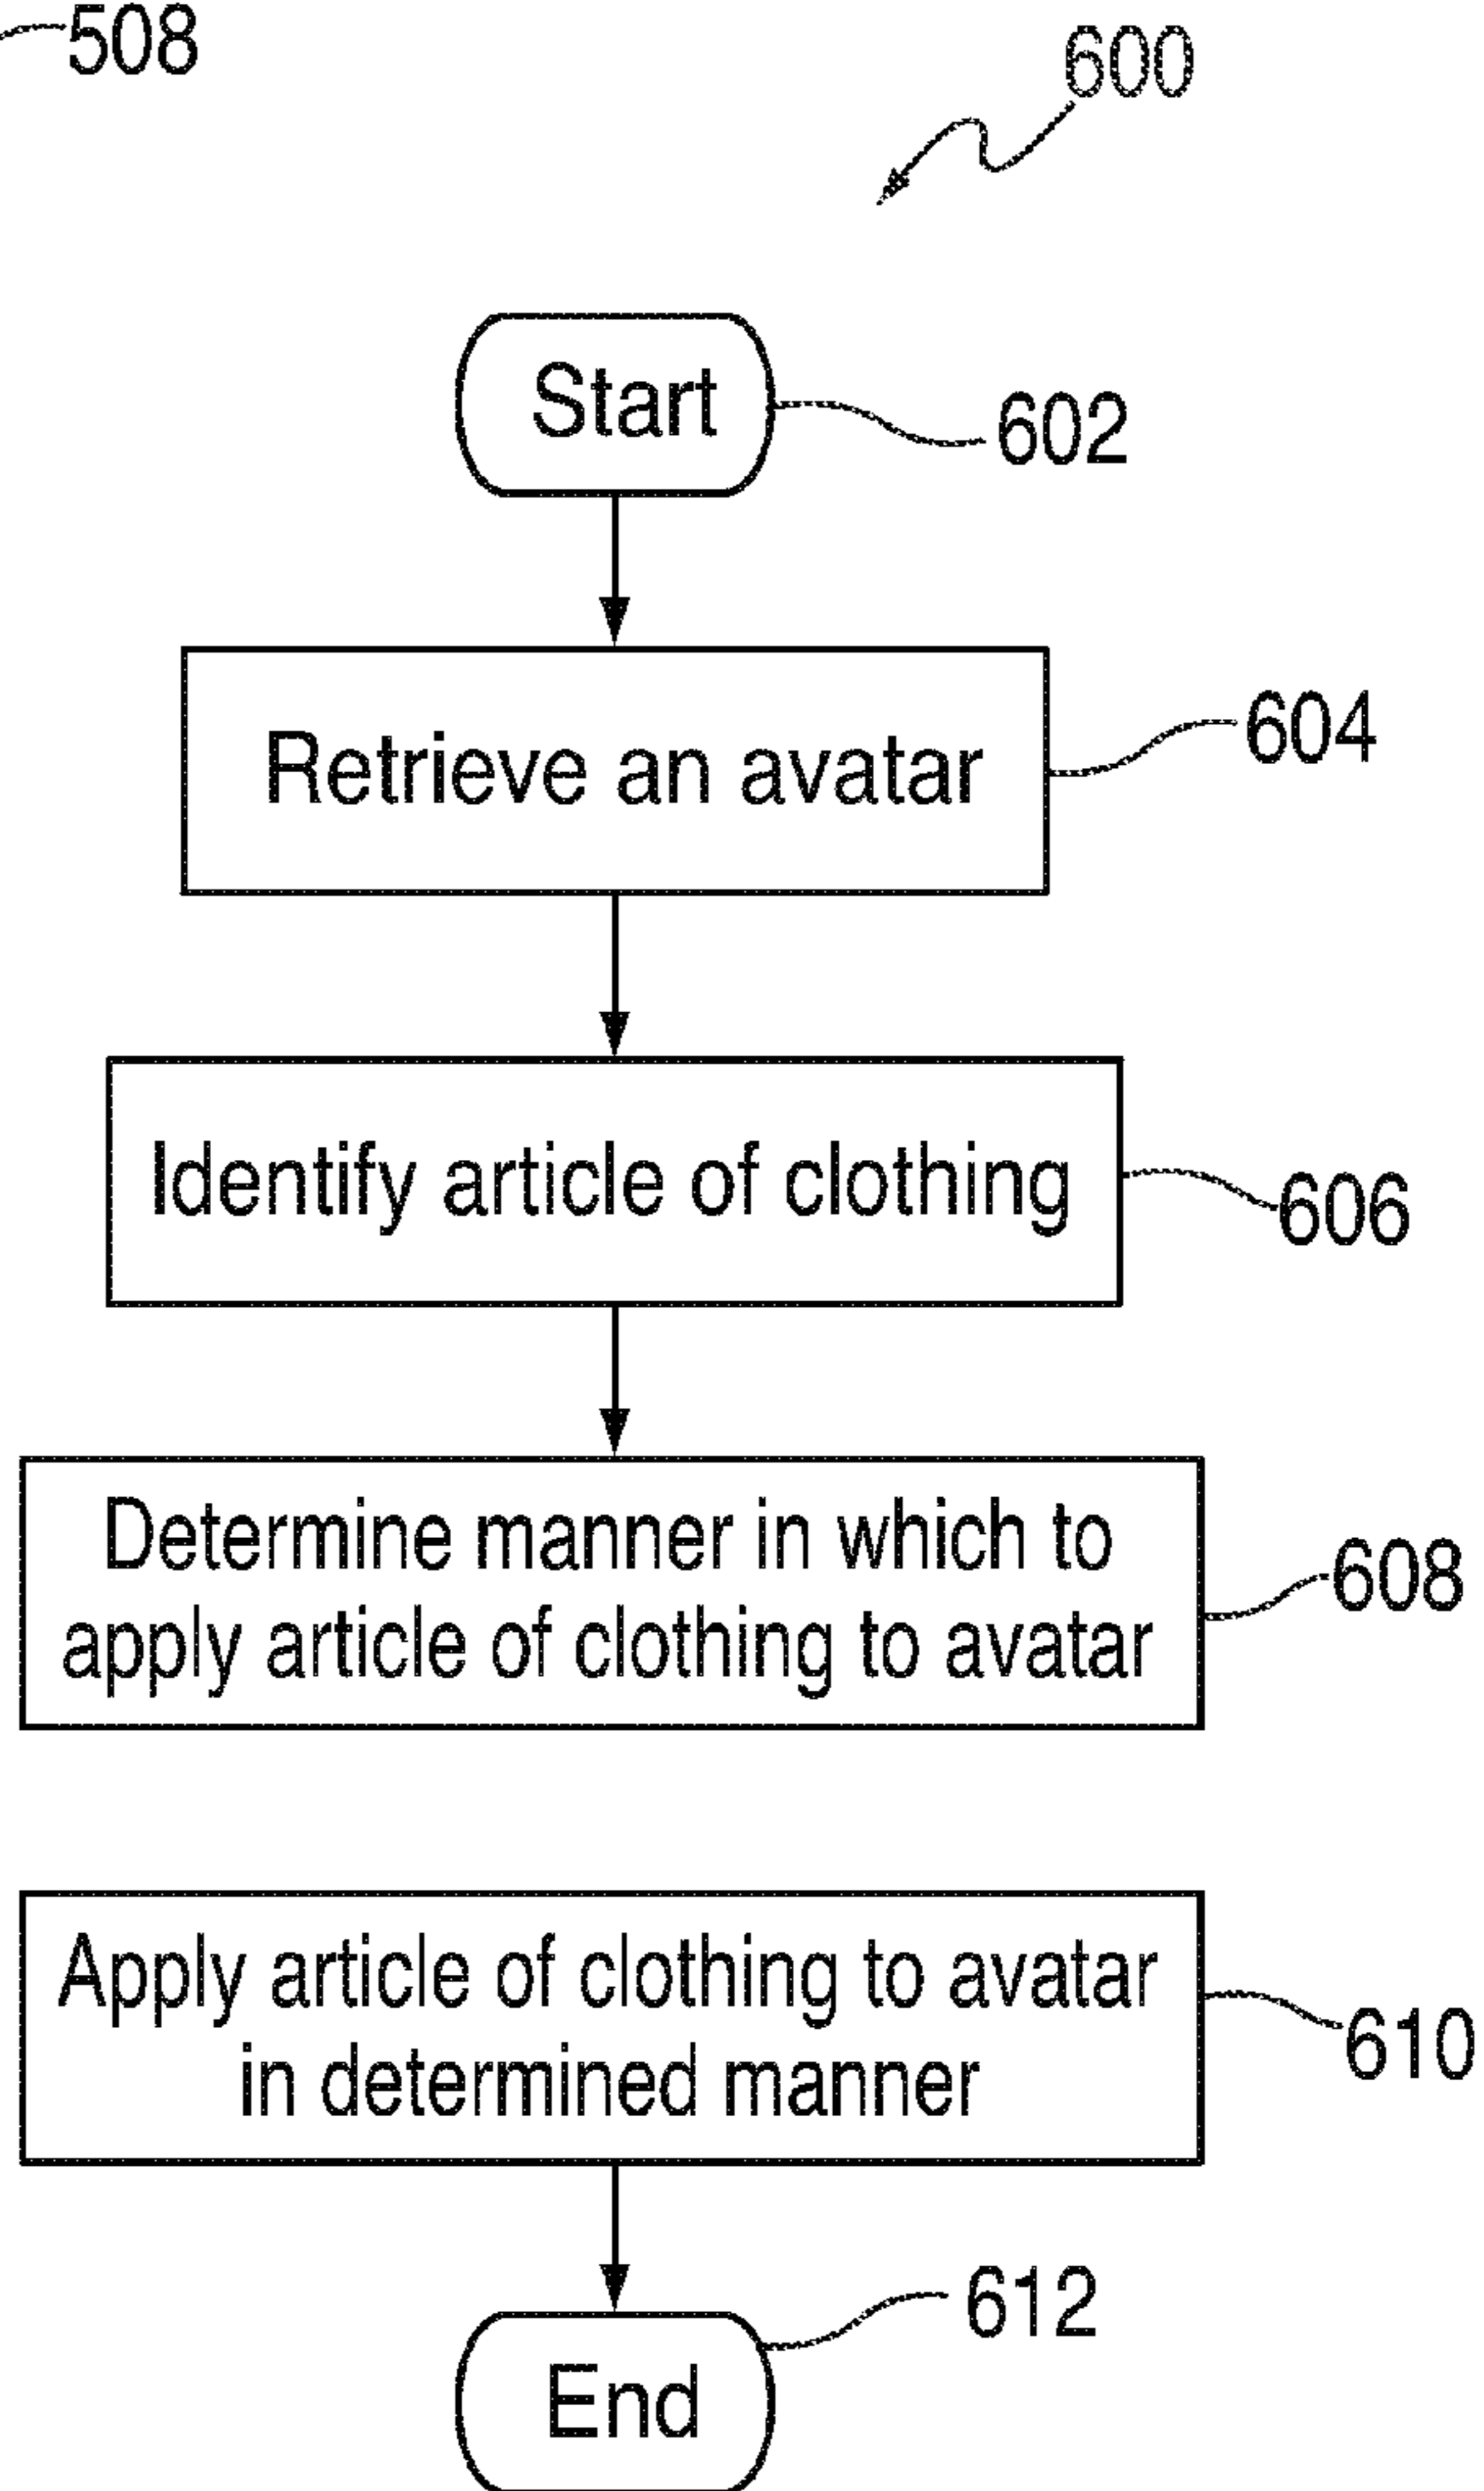 508
600
Start
602
Retrieve an avatar
604
Identify article of clothing
606
Determine manner in which to
apply article of clothing to avatar
608
Apply article of clothing to avatar
in determined manner
610
612
End